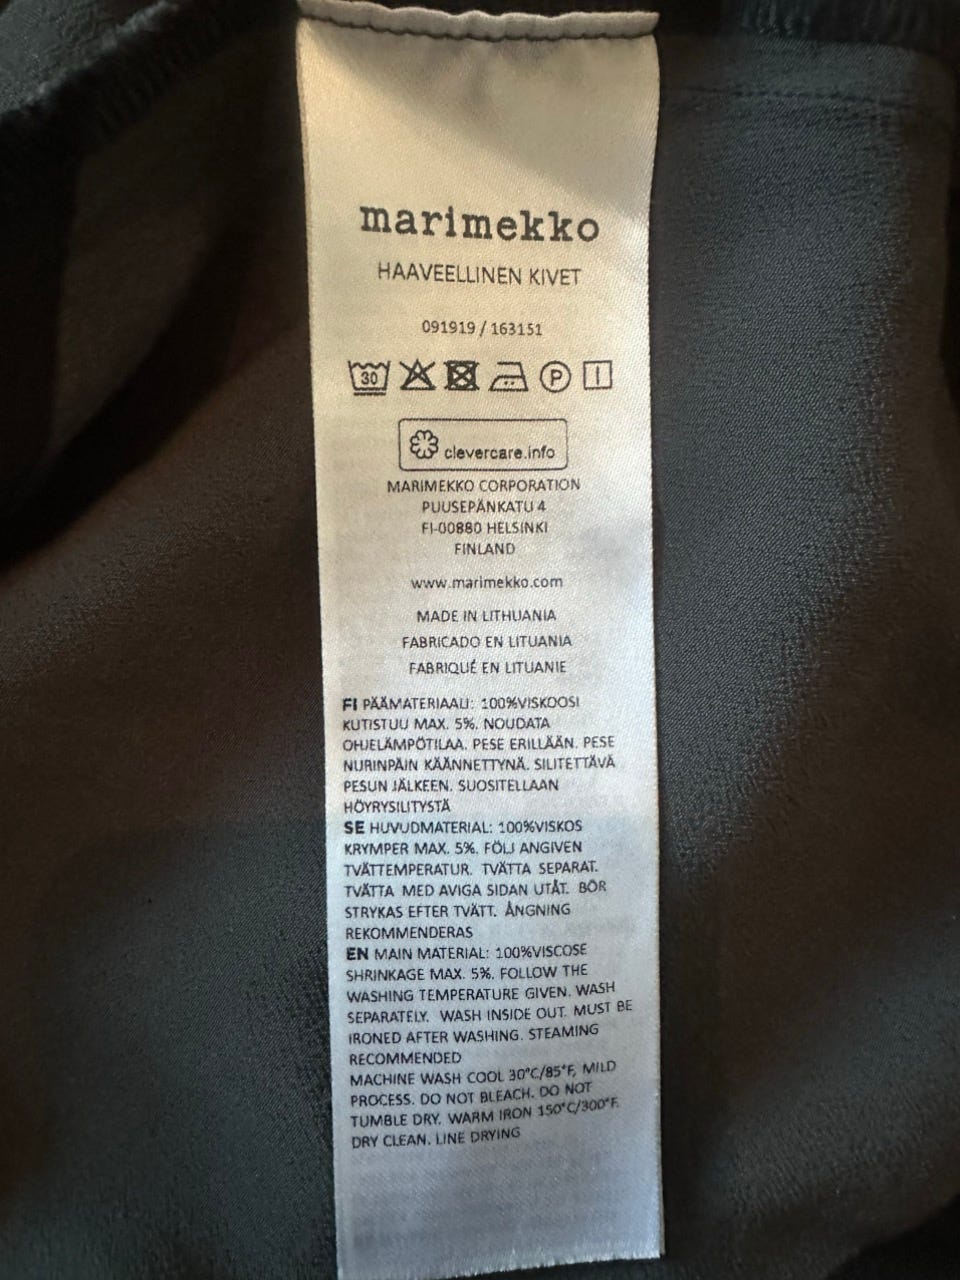 marimekko
HAAVEELLINEN KIVET
091919 / 163151
30 P
clevercare.info
MARIMEKKO CORPORATION
PUUSEPÄNKATU 4
FI-00880 HELSINKI
FINLAND
www.marimekko.com
MADE IN LITHUANIA
FABRICADO EN LITUANIA
FABRIQUÉ EN LITUANIE
FI PÄÄMATERIAALI: 100%VISKOOSI
KUTISTUU MAX. 5%. NOUDATA
OHJELÄMPÖTILAA. PESE ERILLÄÄN. PESE
NURINPÄIN KÄÄNNETTYNÄ. SILITETTÄVÄ
PESUN JÄLKEEN. SUOSITELLAAN
HÖYRYSILITYSTÄ
SE HUVUDMATERIAL: 100%VISKOS
KRYMPER MAX. 5%. FÖLJ ANGIVEN
TVÄTTEMPERATUR. TVÄTTA SEPARAT.
TVÄTTA MED AVIGA SIDAN UTÅT. BÖR
STRYKAS EFTER TVÄTT. ÅNGNING
REKOMMENDERAS
EN MAIN MATERIAL: 100%VISCOSE
SHRINKAGE MAX. 5%. FOLLOW THE
WASHING TEMPERATURE GIVEN. WASH
SEPARATELY. WASH INSIDE OUT. MUST BE
IRONED AFTER WASHING. STEAMING
RECOMMENDED
MACHINE WASH COOL 30°C/85°F, MILD
PROCESS. DO NOT BLEACH. DO NOT
TUMBLE DRY. WARM IRON 150°C/300°F.
DRY CLEAN. LINE DRYING